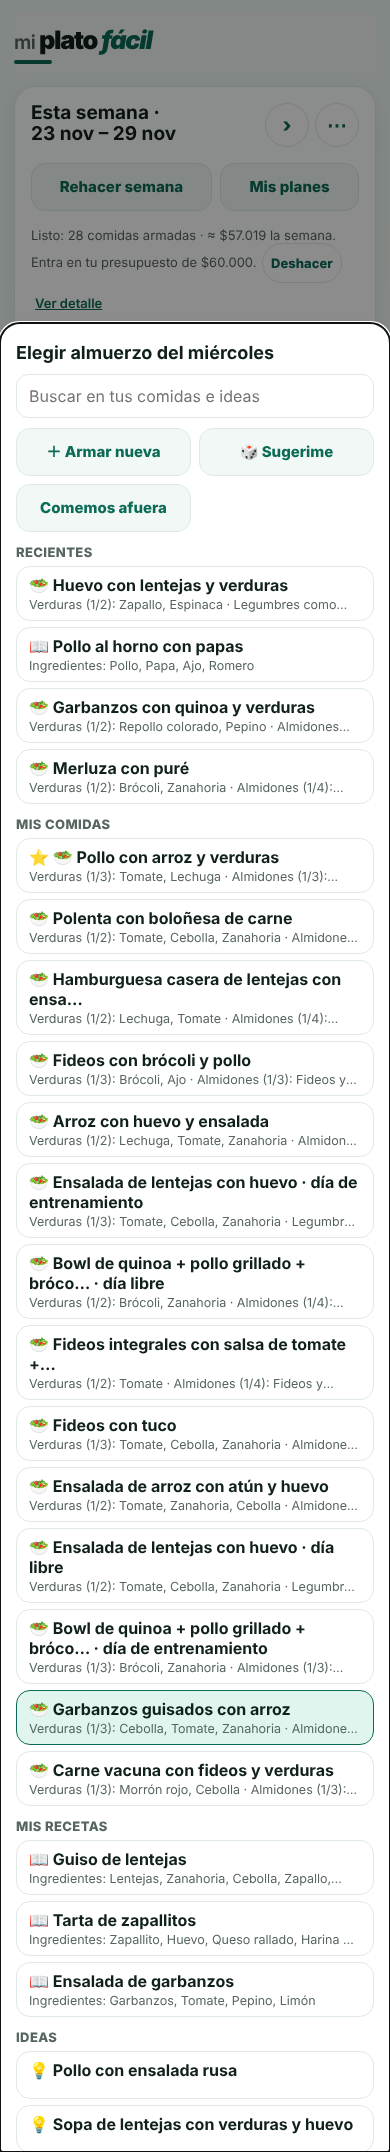 mi plato fácil
Esta semana ·
23 nov – 29 nov
›
···
Rehacer semana
Mis planes
Listo: 28 comidas armadas · ≈ $57.019 la semana.
Entra en tu presupuesto de $60.000.
Deshacer
Ver detalle
Elegir almuerzo del miércoles
Buscar en tus comidas e ideas
+ Armar nueva
🎲 Sugerime
Comemos afuera
RECIENTES
🥗 Huevo con lentejas y verduras
Verduras (1/2): Zapallo, Espinaca · Legumbres como...
📖 Pollo al horno con papas
Ingredientes: Pollo, Papa, Ajo, Romero
🥗 Garbanzos con quinoa y verduras
Verduras (1/2): Repollo colorado, Pepino · Almidones...
🥗 Merluza con puré
Verduras (1/2): Brócoli, Zanahoria · Almidones (1/4):...
MIS COMIDAS
⭐ 🥗 Pollo con arroz y verduras
Verduras (1/3): Tomate, Lechuga · Almidones (1/3):...
🥗 Polenta con boloñesa de carne
Verduras (1/2): Tomate, Cebolla, Zanahoria · Almidone...
🥗 Hamburguesa casera de lentejas con
ensa...
Verduras (1/2): Lechuga, Tomate · Almidones (1/4):...
🥗 Fideos con brócoli y pollo
Verduras (1/3): Brócoli, Ajo · Almidones (1/3): Fideos y...
🥗 Arroz con huevo y ensalada
Verduras (1/2): Lechuga, Tomate, Zanahoria · Almidon...
🥗 Ensalada de lentejas con huevo · día de
entrenamiento
Verduras (1/3): Tomate, Cebolla, Zanahoria · Legumbr...
🥗 Bowl de quinoa + pollo grillado +
bróco... · día libre
Verduras (1/2): Brócoli, Zanahoria · Almidones (1/4):...
🥗 Fideos integrales con salsa de tomate
+...
Verduras (1/2): Tomate · Almidones (1/4): Fideos y...
🥗 Fideos con tuco
Verduras (1/3): Tomate, Cebolla, Zanahoria · Almidone...
🥗 Ensalada de arroz con atún y huevo
Verduras (1/2): Tomate, Zanahoria, Cebolla · Almidone...
🥗 Ensalada de lentejas con huevo · día
libre
Verduras (1/2): Tomate, Cebolla, Zanahoria · Legumbr...
🥗 Bowl de quinoa + pollo grillado +
bróco... · día de entrenamiento
Verduras (1/3): Brócoli, Zanahoria · Almidones (1/3):...
🥗 Garbanzos guisados con arroz
Verduras (1/3): Cebolla, Tomate, Zanahoria · Almidone...
🥗 Carne vacuna con fideos y verduras
Verduras (1/3): Morrón rojo, Cebolla · Almidones (1/3):...
MIS RECETAS
📖 Guiso de lentejas
Ingredientes: Lentejas, Zanahoria, Cebolla, Zapallo,...
📖 Tarta de zapallitos
Ingredientes: Zapallito, Huevo, Queso rallado, Harina ...
📖 Ensalada de garbanzos
Ingredientes: Garbanzos, Tomate, Pepino, Limón
IDEAS
💡 Pollo con ensalada rusa
💡 Sopa de lentejas con verduras y huevo